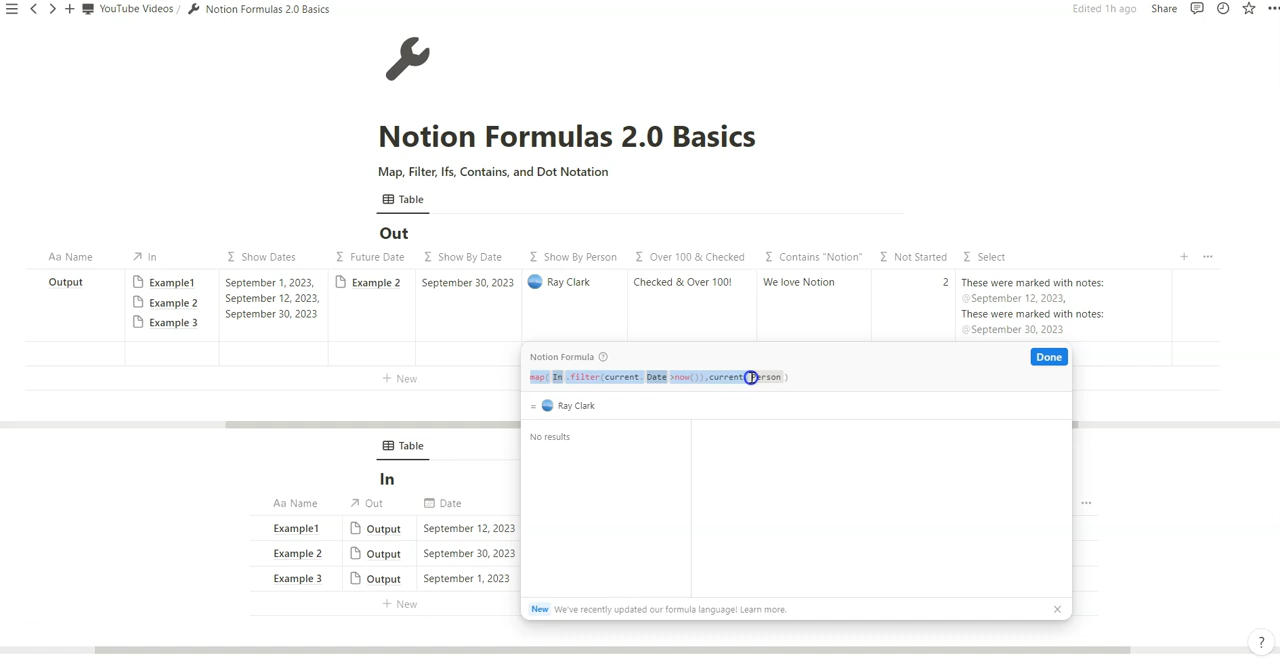 YouTube Videos / Notion Formulas 2.0 Basics Edited 1h ago Share
Notion Formulas 2.0 Basics
Map, Filter, Ifs, Contains, and Dot Notation
Table
Out
Aa Name In Σ Show Dates Σ Future Date Σ Show By Date Σ Show By Person Σ Over 100 & Checked Σ Contains "Notion" Σ Not Started Σ Select
Output Example1 September 1, 2023, Example 2 September 30, 2023 Ray Clark Checked & Over 100! We love Notion 2 These were marked with notes:
Example 2 September 12, 2023, @September 12, 2023,
Example 3 September 30, 2023 These were marked with notes:
@September 30, 2023
+ New
Notion Formula Done
map( In .filter(current. Date >now()),current. Person )
= Ray Clark
No results
Table
In
Aa Name Out Date
Example1 Output September 12, 2023
Example 2 Output September 30, 2023
Example 3 Output September 1, 2023
+ New
New We've recently updated our formula language! Learn more.
?